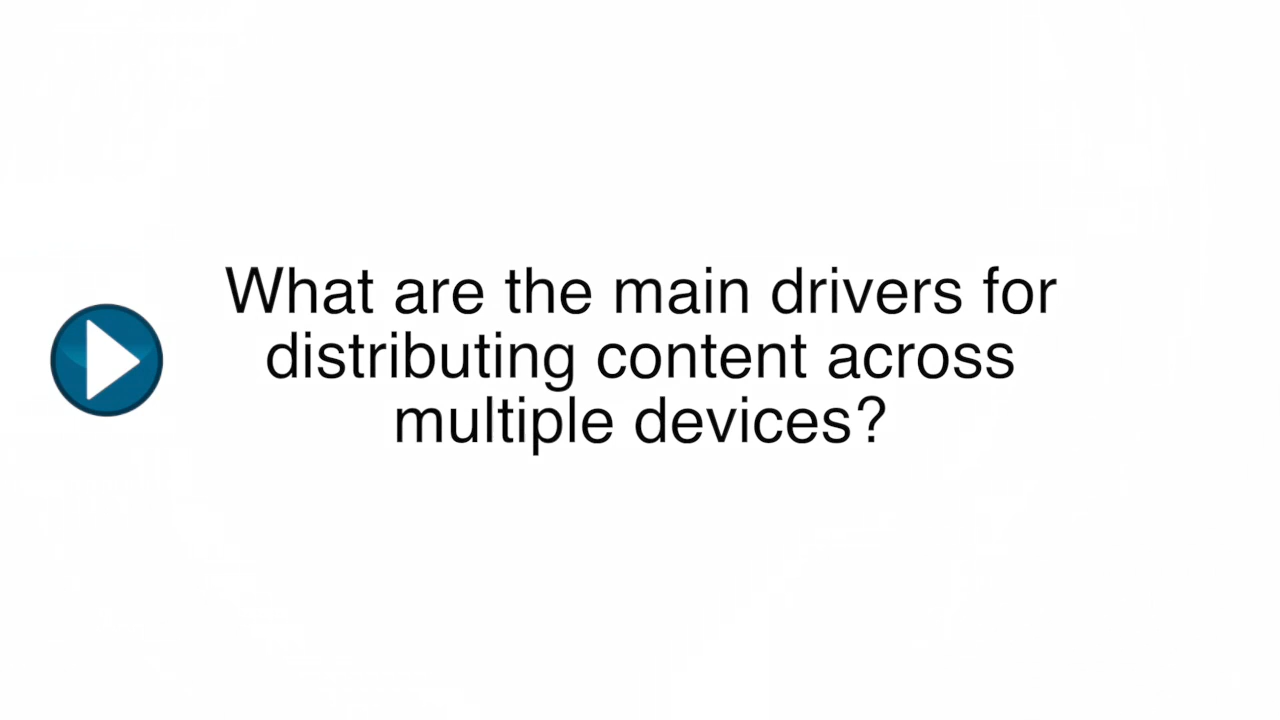 What are the main drivers for
distributing content across
multiple devices?